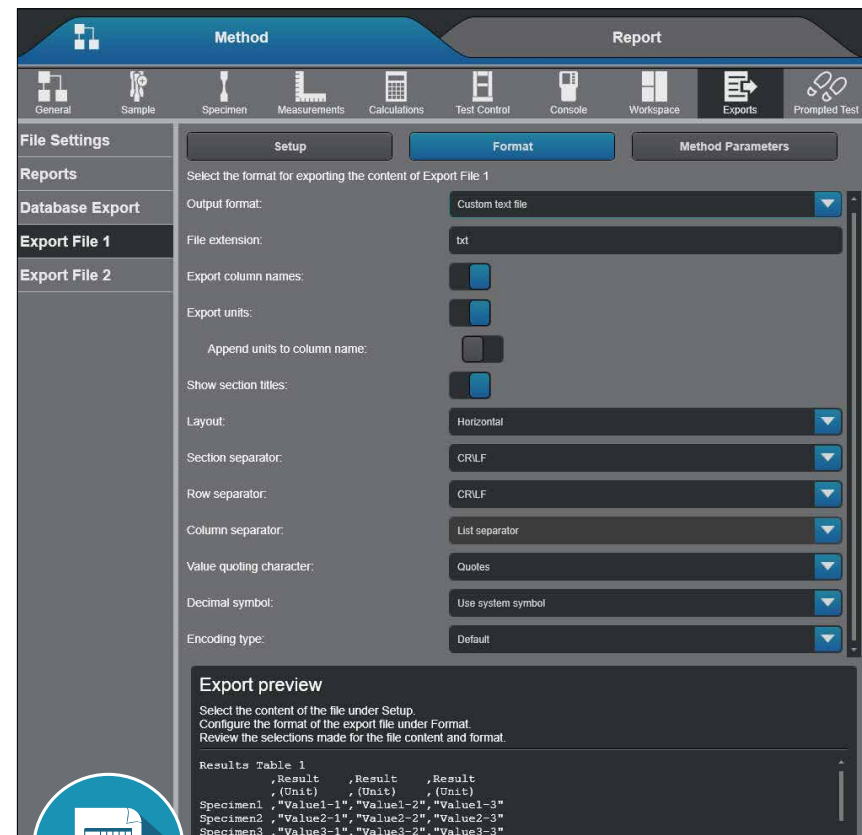 Method
Report
General
Sample
Specimen
Measurements
Calculations
Test Control
Console
Workspace
Exports
Prompted Test
File Settings
Reports
Database Export
Export File 1
Export File 2
Setup
Format
Method Parameters
Select the format for exporting the content of Export File 1
Output format: Custom text file
File extension: txt
Export column names:
Export units:
Append units to column name:
Show section titles:
Layout: Horizontal
Section separator: CR\LF
Row separator: CR\LF
Column separator: List separator
Value quoting character: Quotes
Decimal symbol: Use system symbol
Encoding type: Default
Export preview
Select the content of the file under Setup.
Configure the format of the export file under Format.
Review the selections made for the file content and format.
Results Table 1
,Result ,Result ,Result
,(Unit) ,(Unit) ,(Unit)
Specimen1 ,"Value1-1","Value1-2","Value1-3"
Specimen2 ,"Value2-1","Value2-2","Value2-3"
Specimen3 ,"Value3-1","Value3-2","Value3-3"